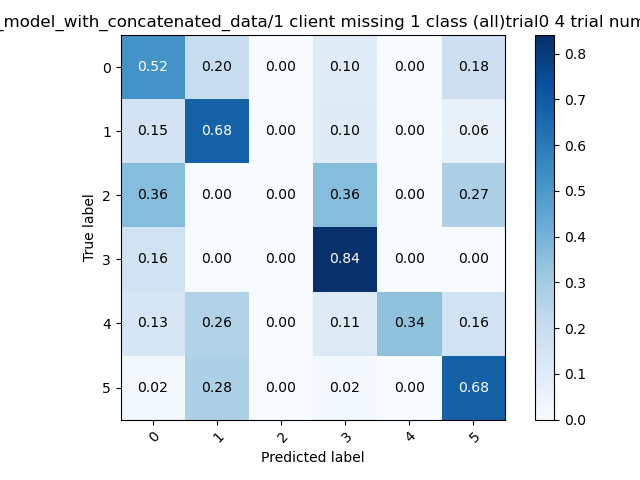 _model_with_concatenated_data/1 client missing 1 class (all)trial0 4 trial num
0 0.52 0.20 0.00 0.10 0.00 0.18
1 0.15 0.68 0.00 0.10 0.00 0.06
2 0.36 0.00 0.00 0.36 0.00 0.27
3 0.16 0.00 0.00 0.84 0.00 0.00
4 0.13 0.26 0.00 0.11 0.34 0.16
5 0.02 0.28 0.00 0.02 0.00 0.68
0 1 2 3 4 5
True label
Predicted label
0.8
0.7
0.6
0.5
0.4
0.3
0.2
0.1
0.0